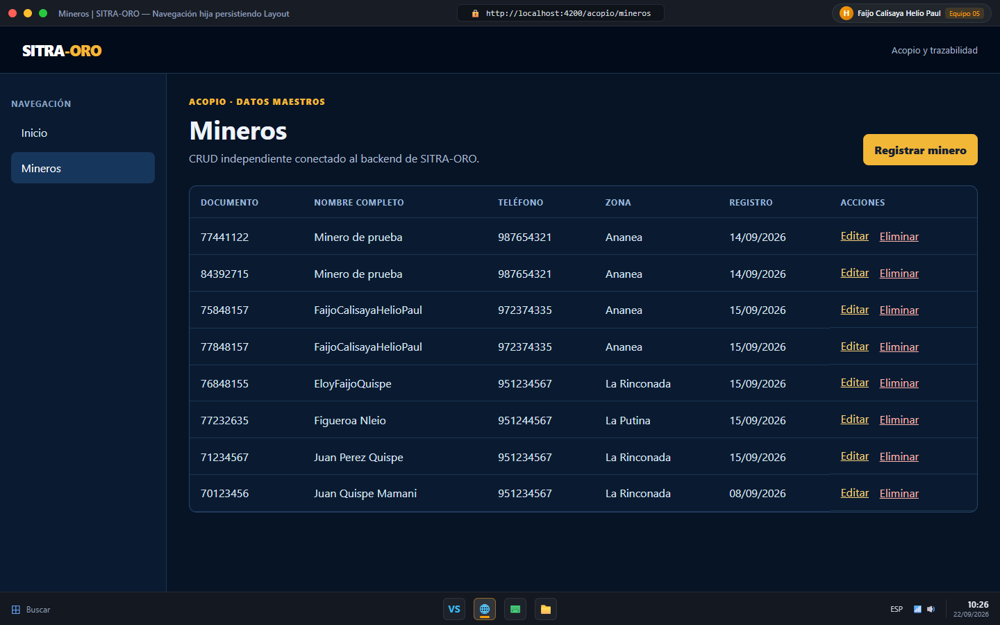 Mineros | SITRA-ORO — Navegación hija persistiendo Layout
http://localhost:4200/acopio/mineros
H Faijo Calisaya Helio Paul Equipo 05
SITRA-ORO
Acopio y trazabilidad
NAVEGACIÓN
Inicio
Mineros
ACOPIO · DATOS MAESTROS
Mineros
CRUD independiente conectado al backend de SITRA-ORO.
Registrar minero
DOCUMENTO NOMBRE COMPLETO TELÉFONO ZONA REGISTRO ACCIONES
77441122 Minero de prueba 987654321 Ananea 14/09/2026 Editar Eliminar
84392715 Minero de prueba 987654321 Ananea 14/09/2026 Editar Eliminar
75848157 FaijoCalisayaHelioPaul 972374335 Ananea 15/09/2026 Editar Eliminar
77848157 FaijoCalisayaHelioPaul 972374335 Ananea 15/09/2026 Editar Eliminar
76848155 EloyFaijoQuispe 951234567 La Rinconada 15/09/2026 Editar Eliminar
77232635 Figueroa Nleio 951244567 La Putina 15/09/2026 Editar Eliminar
71234567 Juan Perez Quispe 951234567 La Rinconada 15/09/2026 Editar Eliminar
70123456 Juan Quispe Mamani 951234567 La Rinconada 08/09/2026 Editar Eliminar
Buscar
VS
ESP
10:26
22/09/2026